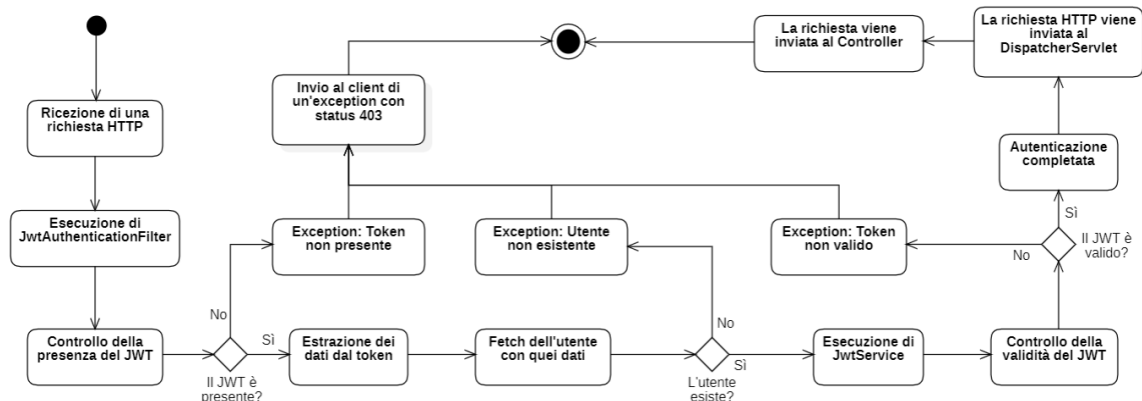 Ricezione di una
richiesta HTTP
Esecuzione di
JwtAuthenticationFilter
Controllo della
presenza del JWT
Il JWT è
presente?
No
Sì
Exception: Token
non presente
Invio al client di
un'exception con
status 403
Estrazione dei
dati dal token
Fetch dell'utente
con quei dati
L'utente
esiste?
No
Sì
Exception: Utente
non esistente
Esecuzione di
JwtService
Controllo della
validità del JWT
Il JWT è
valido?
No
Sì
Exception: Token
non valido
Autenticazione
completata
La richiesta HTTP viene
inviata al
DispatcherServlet
La richiesta viene
inviata al Controller